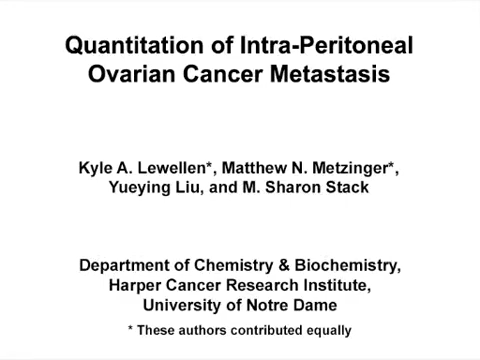 Quantitation of Intra-Peritoneal
Ovarian Cancer Metastasis
Kyle A. Lewellen*, Matthew N. Metzinger*,
Yueying Liu, and M. Sharon Stack
Department of Chemistry & Biochemistry,
Harper Cancer Research Institute,
University of Notre Dame
* These authors contributed equally